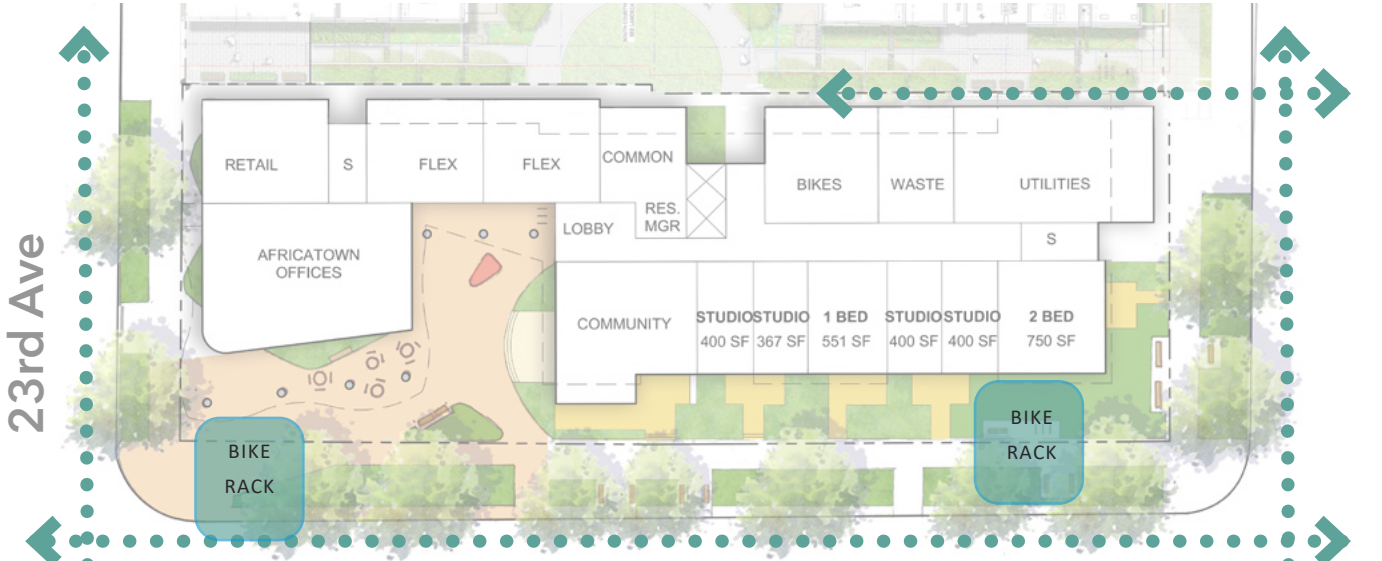 RETAIL
S
FLEX
FLEX
COMMON
BIKES
WASTE
UTILITIES
RES.
MGR
LOBBY
S
AFRICATOWN
OFFICES
COMMUNITY
STUDIO
400 SF
STUDIO
367 SF
1 BED
551 SF
STUDIO
400 SF
STUDIO
400 SF
2 BED
750 SF
23rd Ave
BIKE
RACK
BIKE
RACK